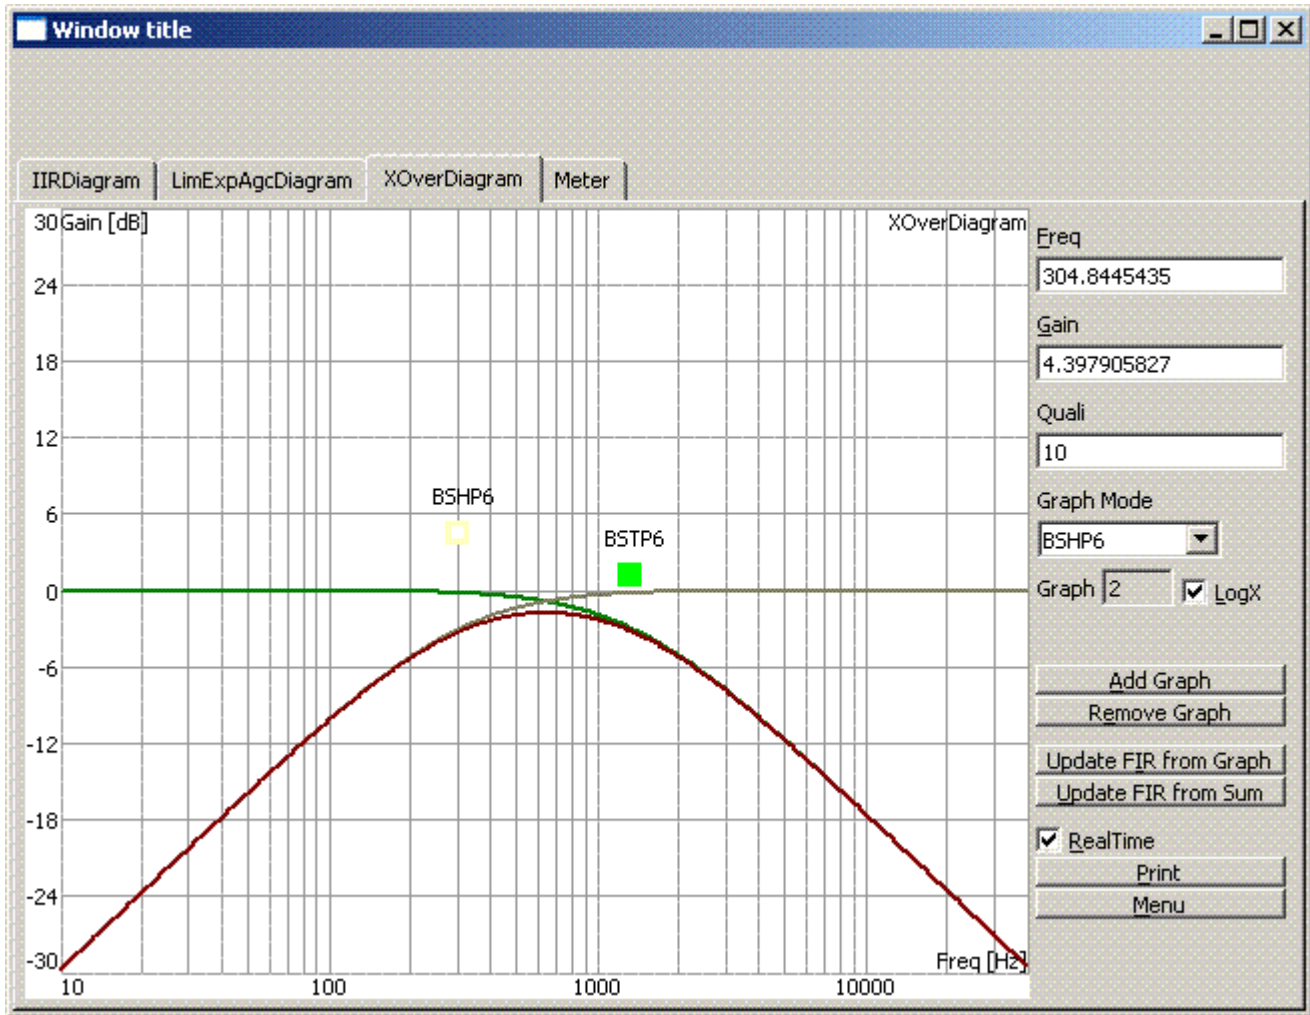 Window title
IIRDiagram LimExpAgcDiagram XOverDiagram Meter
30 Gain [dB] XOverDiagram
24
18
12
6
0
-6
-12
-18
-24
-30
10 100 1000 10000
Freq [Hz]
BSHP6
BSTP6
Freq
304.8445435
Gain
4.397905827
Quali
10
Graph Mode
BSHP6
Graph 2 LogX
Add Graph
Remove Graph
Update FIR from Graph
Update FIR from Sum
RealTime
Print
Menu